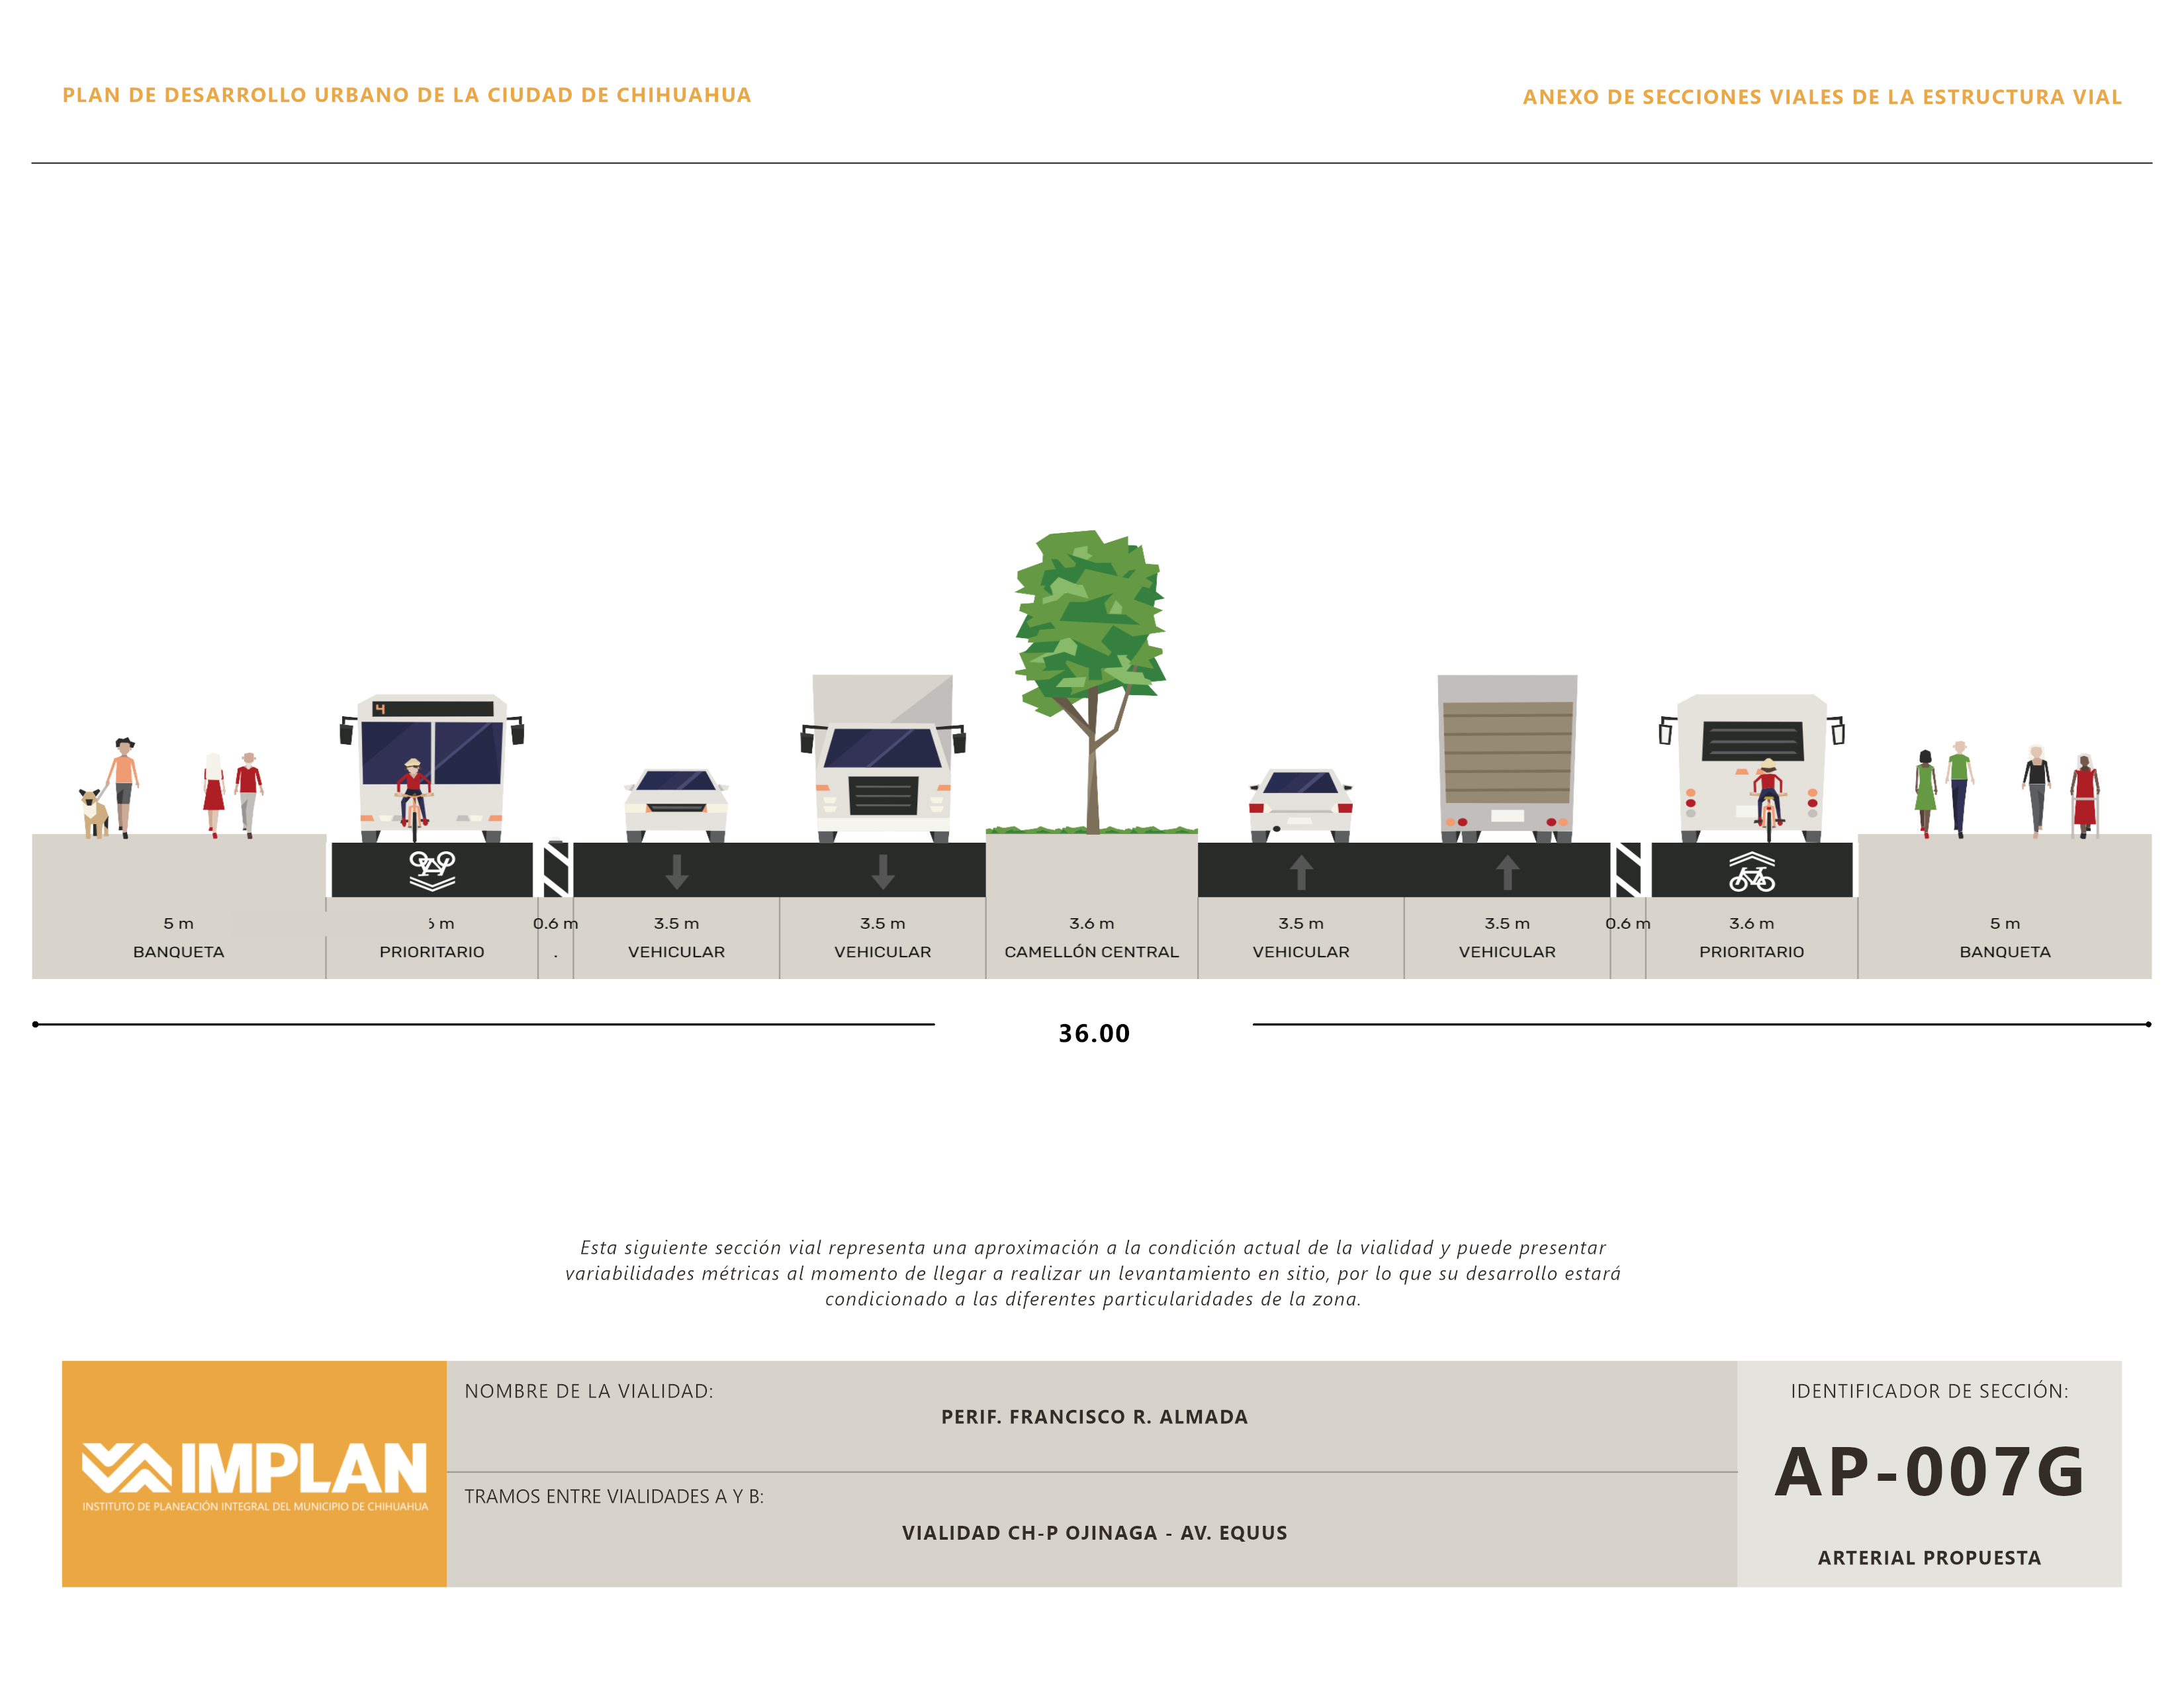 PLAN DE DESARROLLO URBANO DE LA CIUDAD DE CHIHUAHUA
ANEXO DE SECCIONES VIALES DE LA ESTRUCTURA VIAL
4
5 m m 0.6 m 3.5 m 3.5 m 3.6 m 3.5 m 3.5 m 0.6 m 3.6 m 5 m
BANQUETA PRIORITARIO . VEHICULAR VEHICULAR CAMELLÓN CENTRAL VEHICULAR VEHICULAR PRIORITARIO BANQUETA
36.00
Esta siguiente sección vial representa una aproximación a la condición actual de la vialidad y puede presentar
variabilidades métricas al momento de llegar a realizar un levantamiento en sitio, por lo que su desarrollo estará
condicionado a las diferentes particularidades de la zona.
IMPLAN
INSTITUTO DE PLANEACIÓN INTEGRAL DEL MUNICIPIO DE CHIHUAHUA
NOMBRE DE LA VIALIDAD:
PERIF. FRANCISCO R. ALMADA
TRAMOS ENTRE VIALIDADES A Y B:
VIALIDAD CH-P OJINAGA - AV. EQUUS
IDENTIFICADOR DE SECCIÓN:
AP-007G
ARTERIAL PROPUESTA